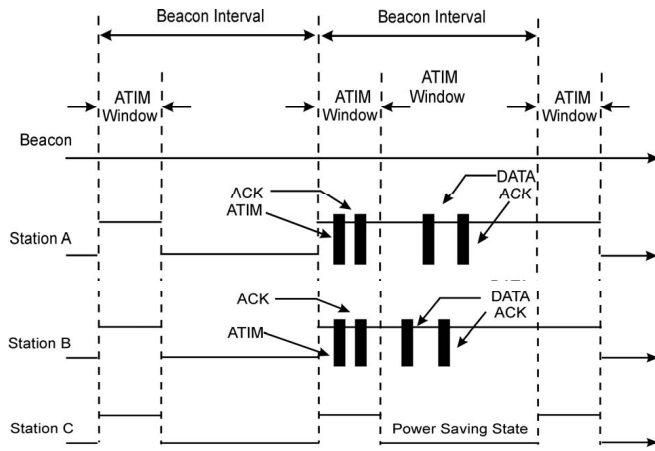 Beacon Interval
Beacon Interval
ATIM
Window
ATIM
Window
ATIM
Window
ATIM
Window
Beacon
ACK
ATIM
DATA
ACK
Station A
ACK
DATA
ACK
ATIM
Station B
Station C
Power Saving State